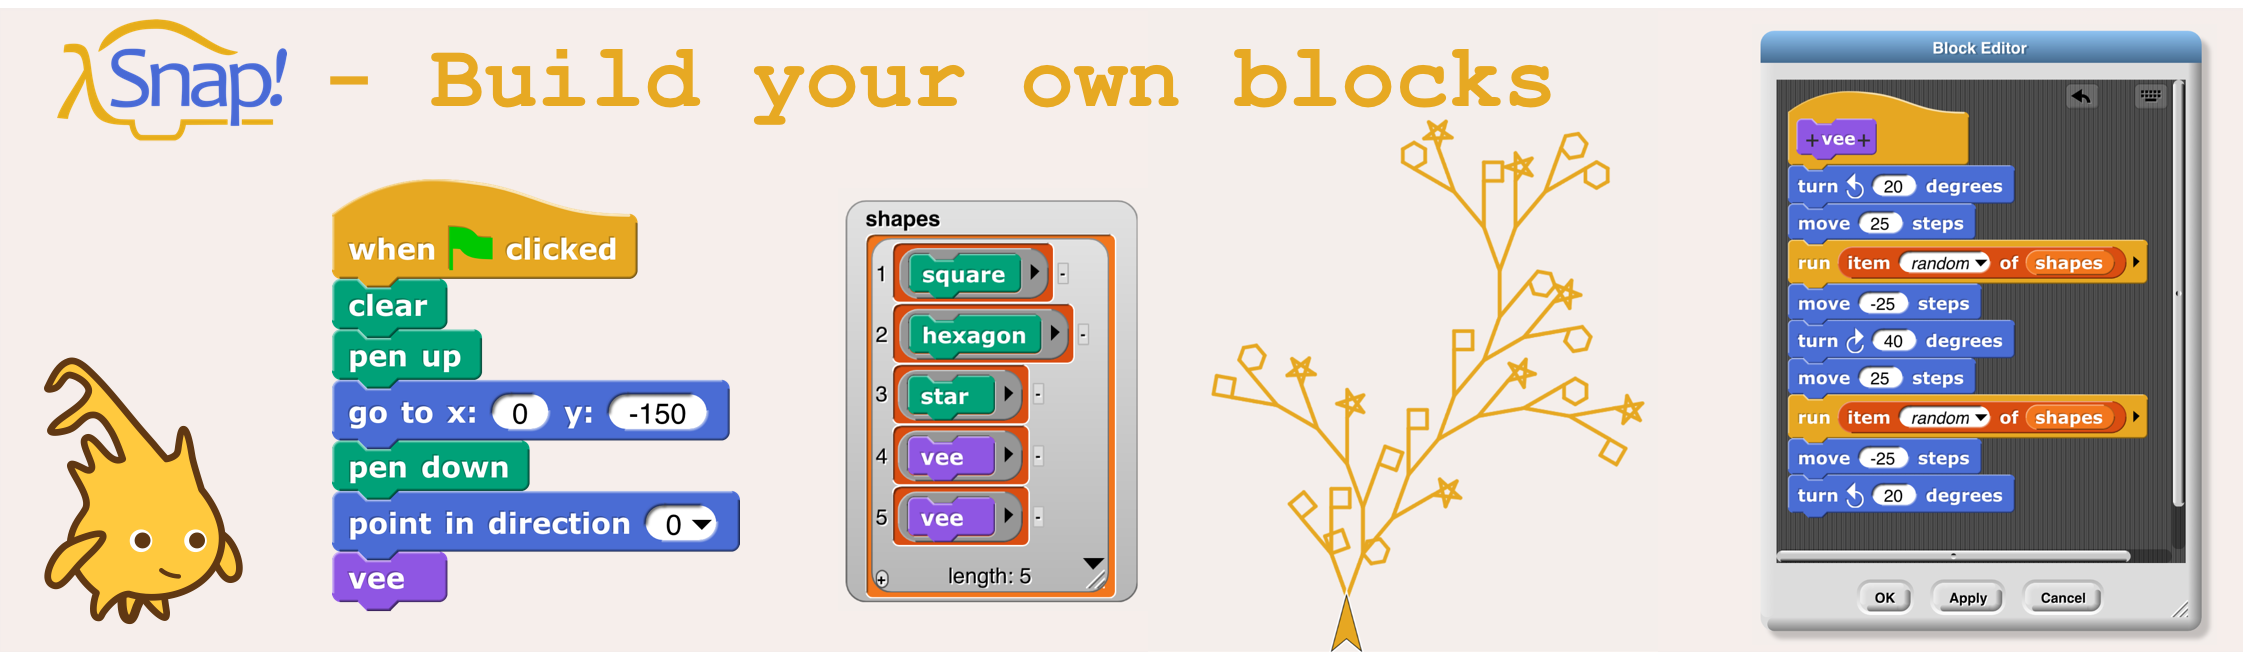 λSnap! - Build your own blocks
when clicked
clear
pen up
go to x: 0 y: -150
pen down
point in direction 0
vee
shapes
1 square -
2 hexagon -
3 star -
4 vee -
5 vee -
+ length: 5
Block Editor
+vee+
turn 20 degrees
move 25 steps
run item random of shapes
move -25 steps
turn 40 degrees
move 25 steps
run item random of shapes
move -25 steps
turn 20 degrees
OK Apply Cancel